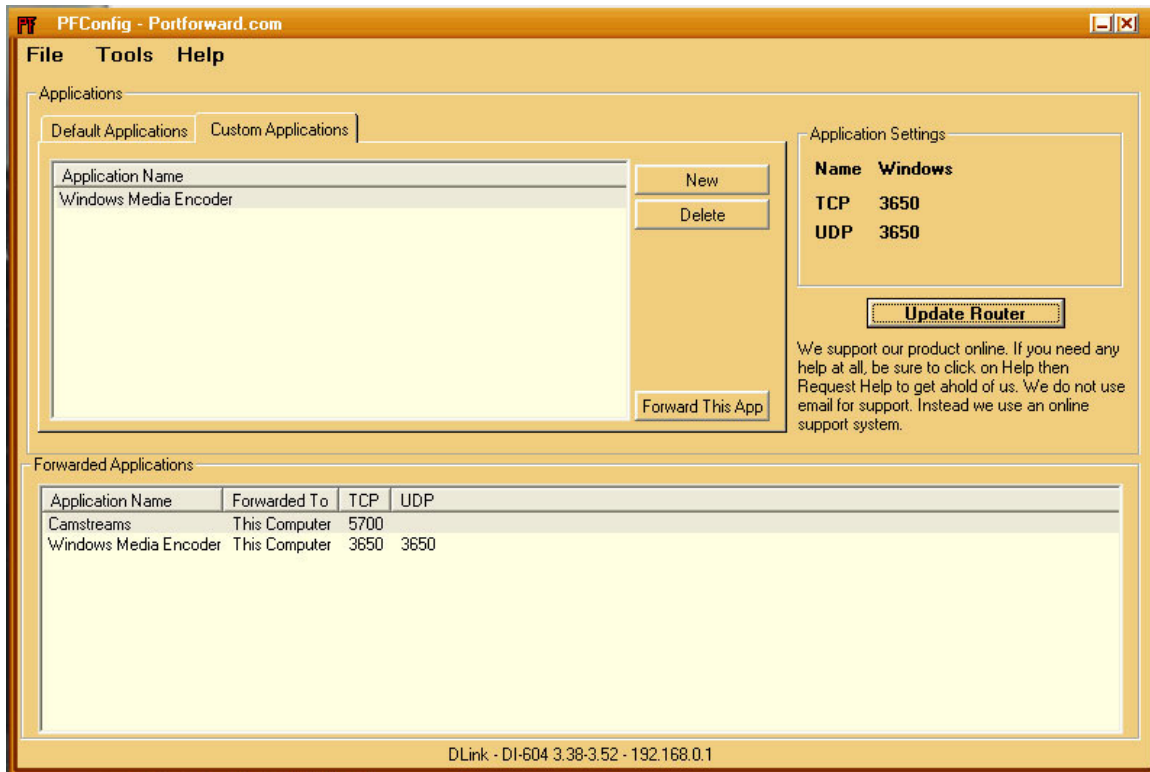 PF PFConfig - Portforward.com
File Tools Help
Applications
Default Applications Custom Applications
Application Name
Windows Media Encoder
New
Delete
Forward This App
Application Settings
Name Windows
TCP 3650
UDP 3650
Update Router
We support our product online. If you need any
help at all, be sure to click on Help then
Request Help to get ahold of us. We do not use
email for support. Instead we use an online
support system.
Forwarded Applications
Application Name Forwarded To TCP UDP
Camstreams This Computer 5700
Windows Media Encoder This Computer 3650 3650
DLink - DI-604 3.38-3.52 - 192.168.0.1